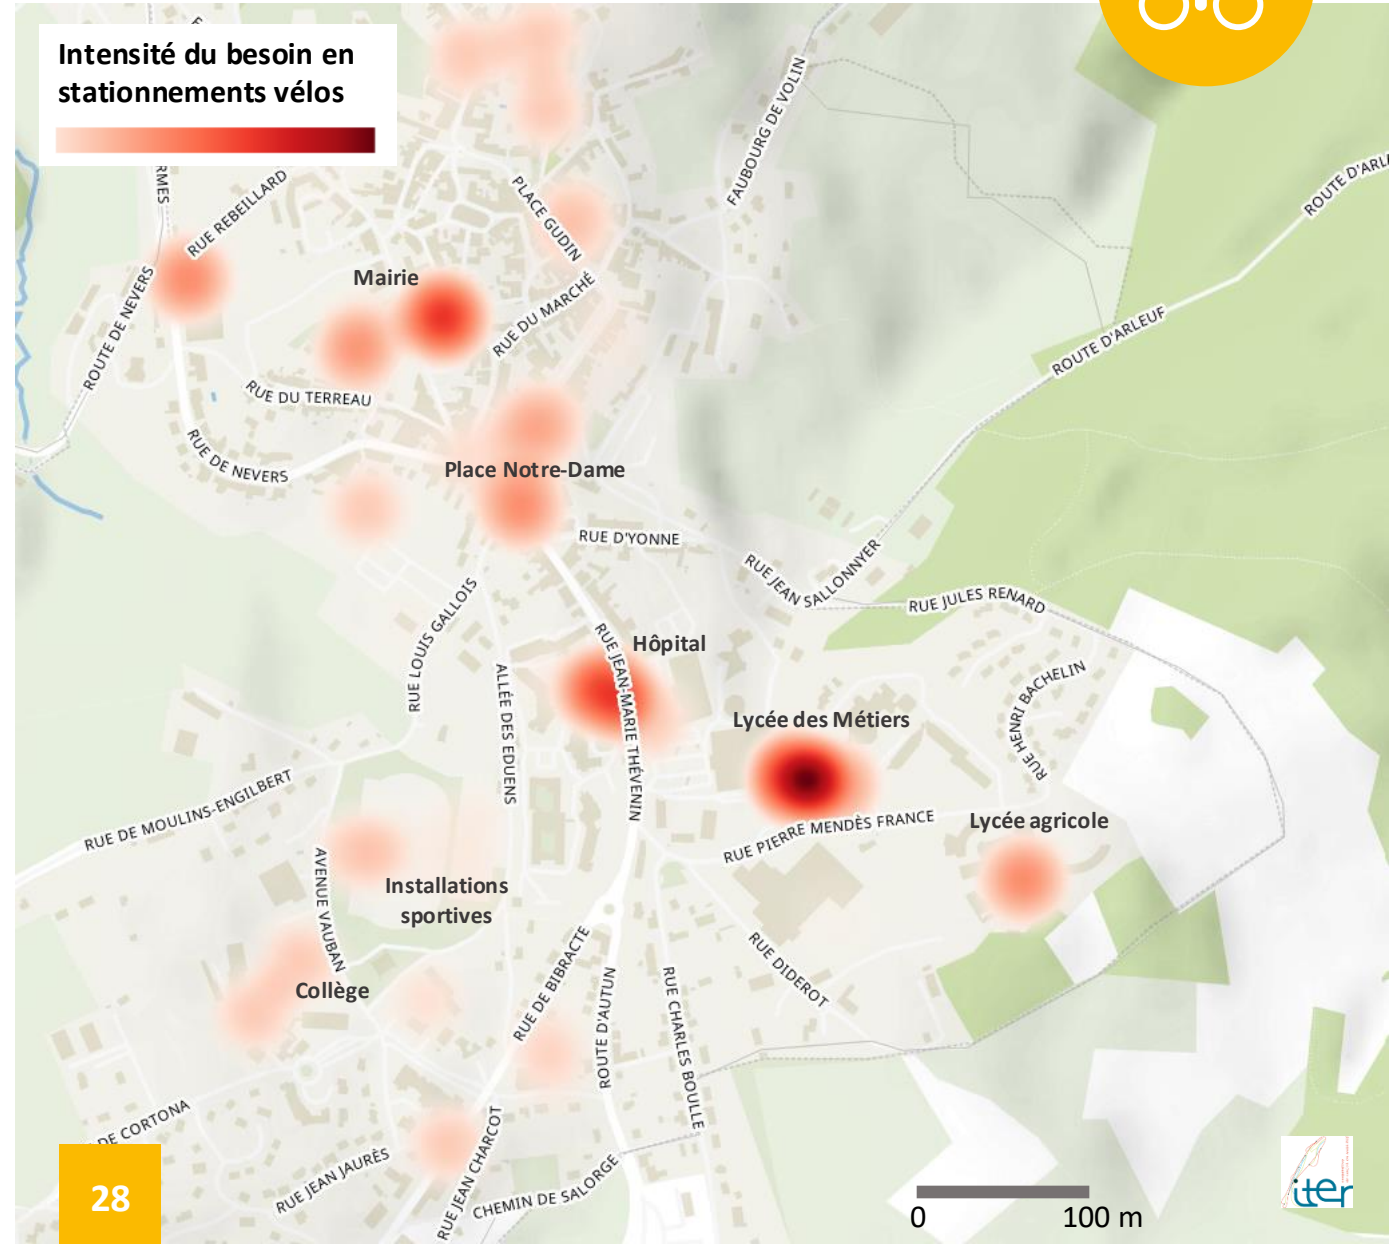 Intensité du besoin en
stationnements vélos
RMES
RUE REBEILLARD
PLACE GUDIN
FAUBOURG DE VOLIN
ROUTE D'ARLE
ROUTE DE NEVERS
Mairie
RUE DU MARCHÉ
ROUTE D'ARLEUF
RUE DU TERREAU
RUE DE NEVERS
Place Notre-Dame
RUE D'YONNE
RUE JEAN SALLONNYER
RUE JULES RENARD
RUE LOUIS GALLOIS
ALLÉE DES EDUENS
RUE JEAN-MARIE THÉVENIN
Hôpital
RUE HENRI BACHELIN
Lycée des Métiers
RUE DE MOULINS-ENGILBERT
RUE PIERRE MENDÈS FRANCE
Lycée agricole
AVENUE VAUBAN
Installations
sportives
RUE DE BIBRACTE
RUE DIDEROT
Collège
ROUTE D'AUTUN
RUE CHARLES BOULLE
DE CORTONA
RUE JEAN JAURÈS
RUE JEAN CHARCOT
CHEMIN DE SALORGE
28
0 100 m
iter